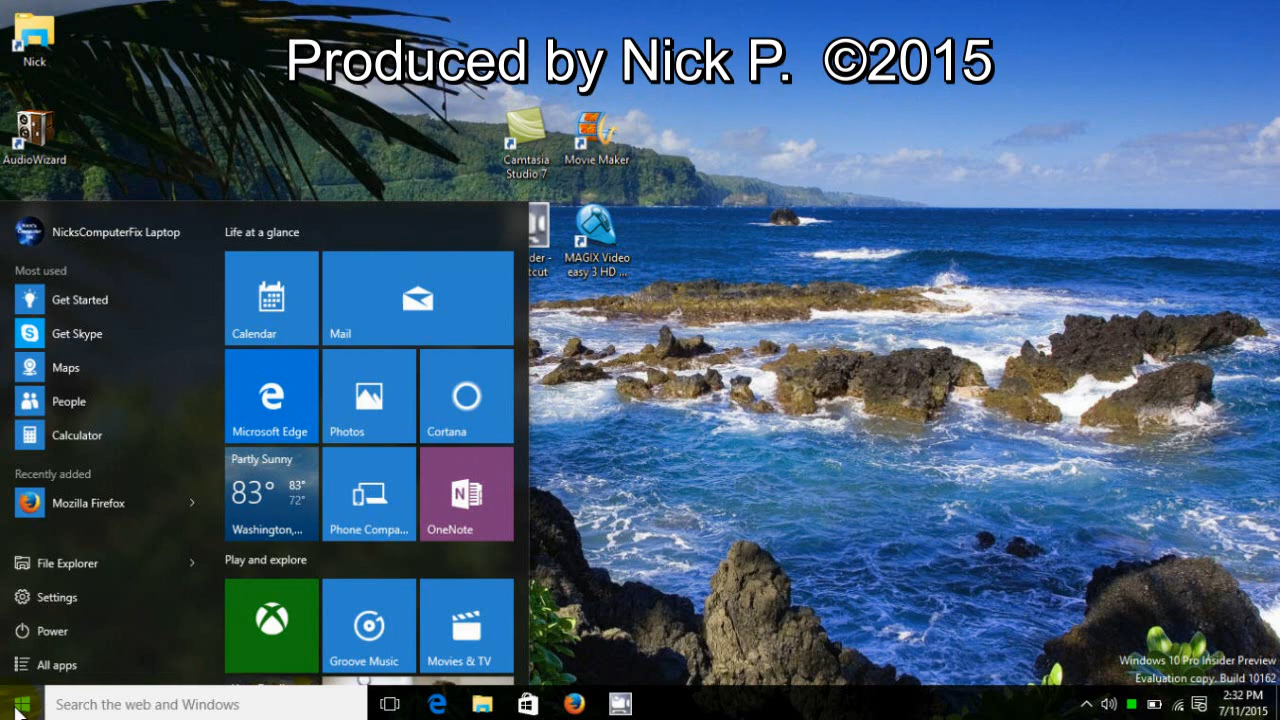 Produced by Nick P. ©2015
Nick
AudioWizard
Camtasia
Studio 7
Movie Maker
MAGIX Video
easy 3 HD ...
NicksComputerFix Laptop
Most used
Get Started
Get Skype
Maps
People
Calculator
Recently added
Mozilla Firefox
File Explorer
Settings
Power
All apps
Life at a glance
Calendar
Mail
Microsoft Edge
Photos
Cortana
Partly Sunny
83° 83°
72°
Washington,...
Phone Compa...
OneNote
Play and explore
Groove Music
Movies & TV
Windows 10 Pro Insider Preview
Evaluation copy. Build 10162
Search the web and Windows
2:32 PM
7/11/2015